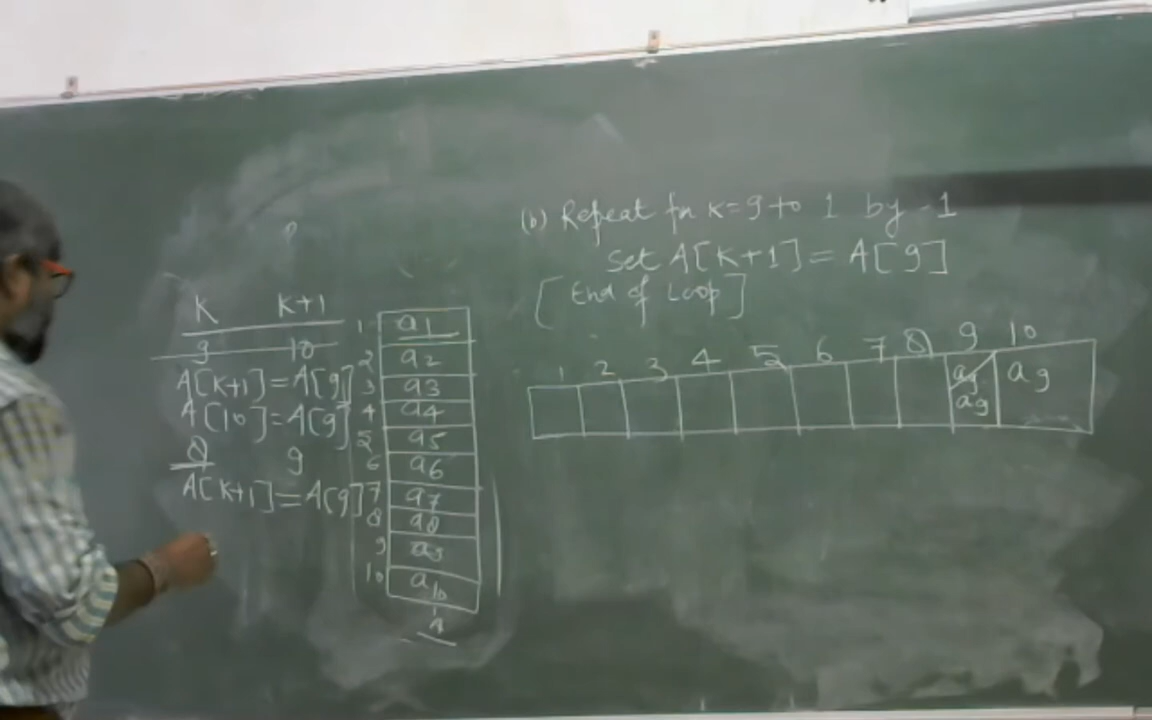 (b) Repeat for K=9 to 1 by -1
Set A[K+1] = A[9]
[End of Loop]
K K+1
9 10
A[K+1] = A[9]
A[10] = A[9]
8 9
A[K+1] = A[9]
1 a1
2 a2
3 a3
4 a4
5 a5
6 a6
7 a7
8 a8
9 a9
10 a10
A
1 2 3 4 5 6 7 8 9 10
a9 a9
a9